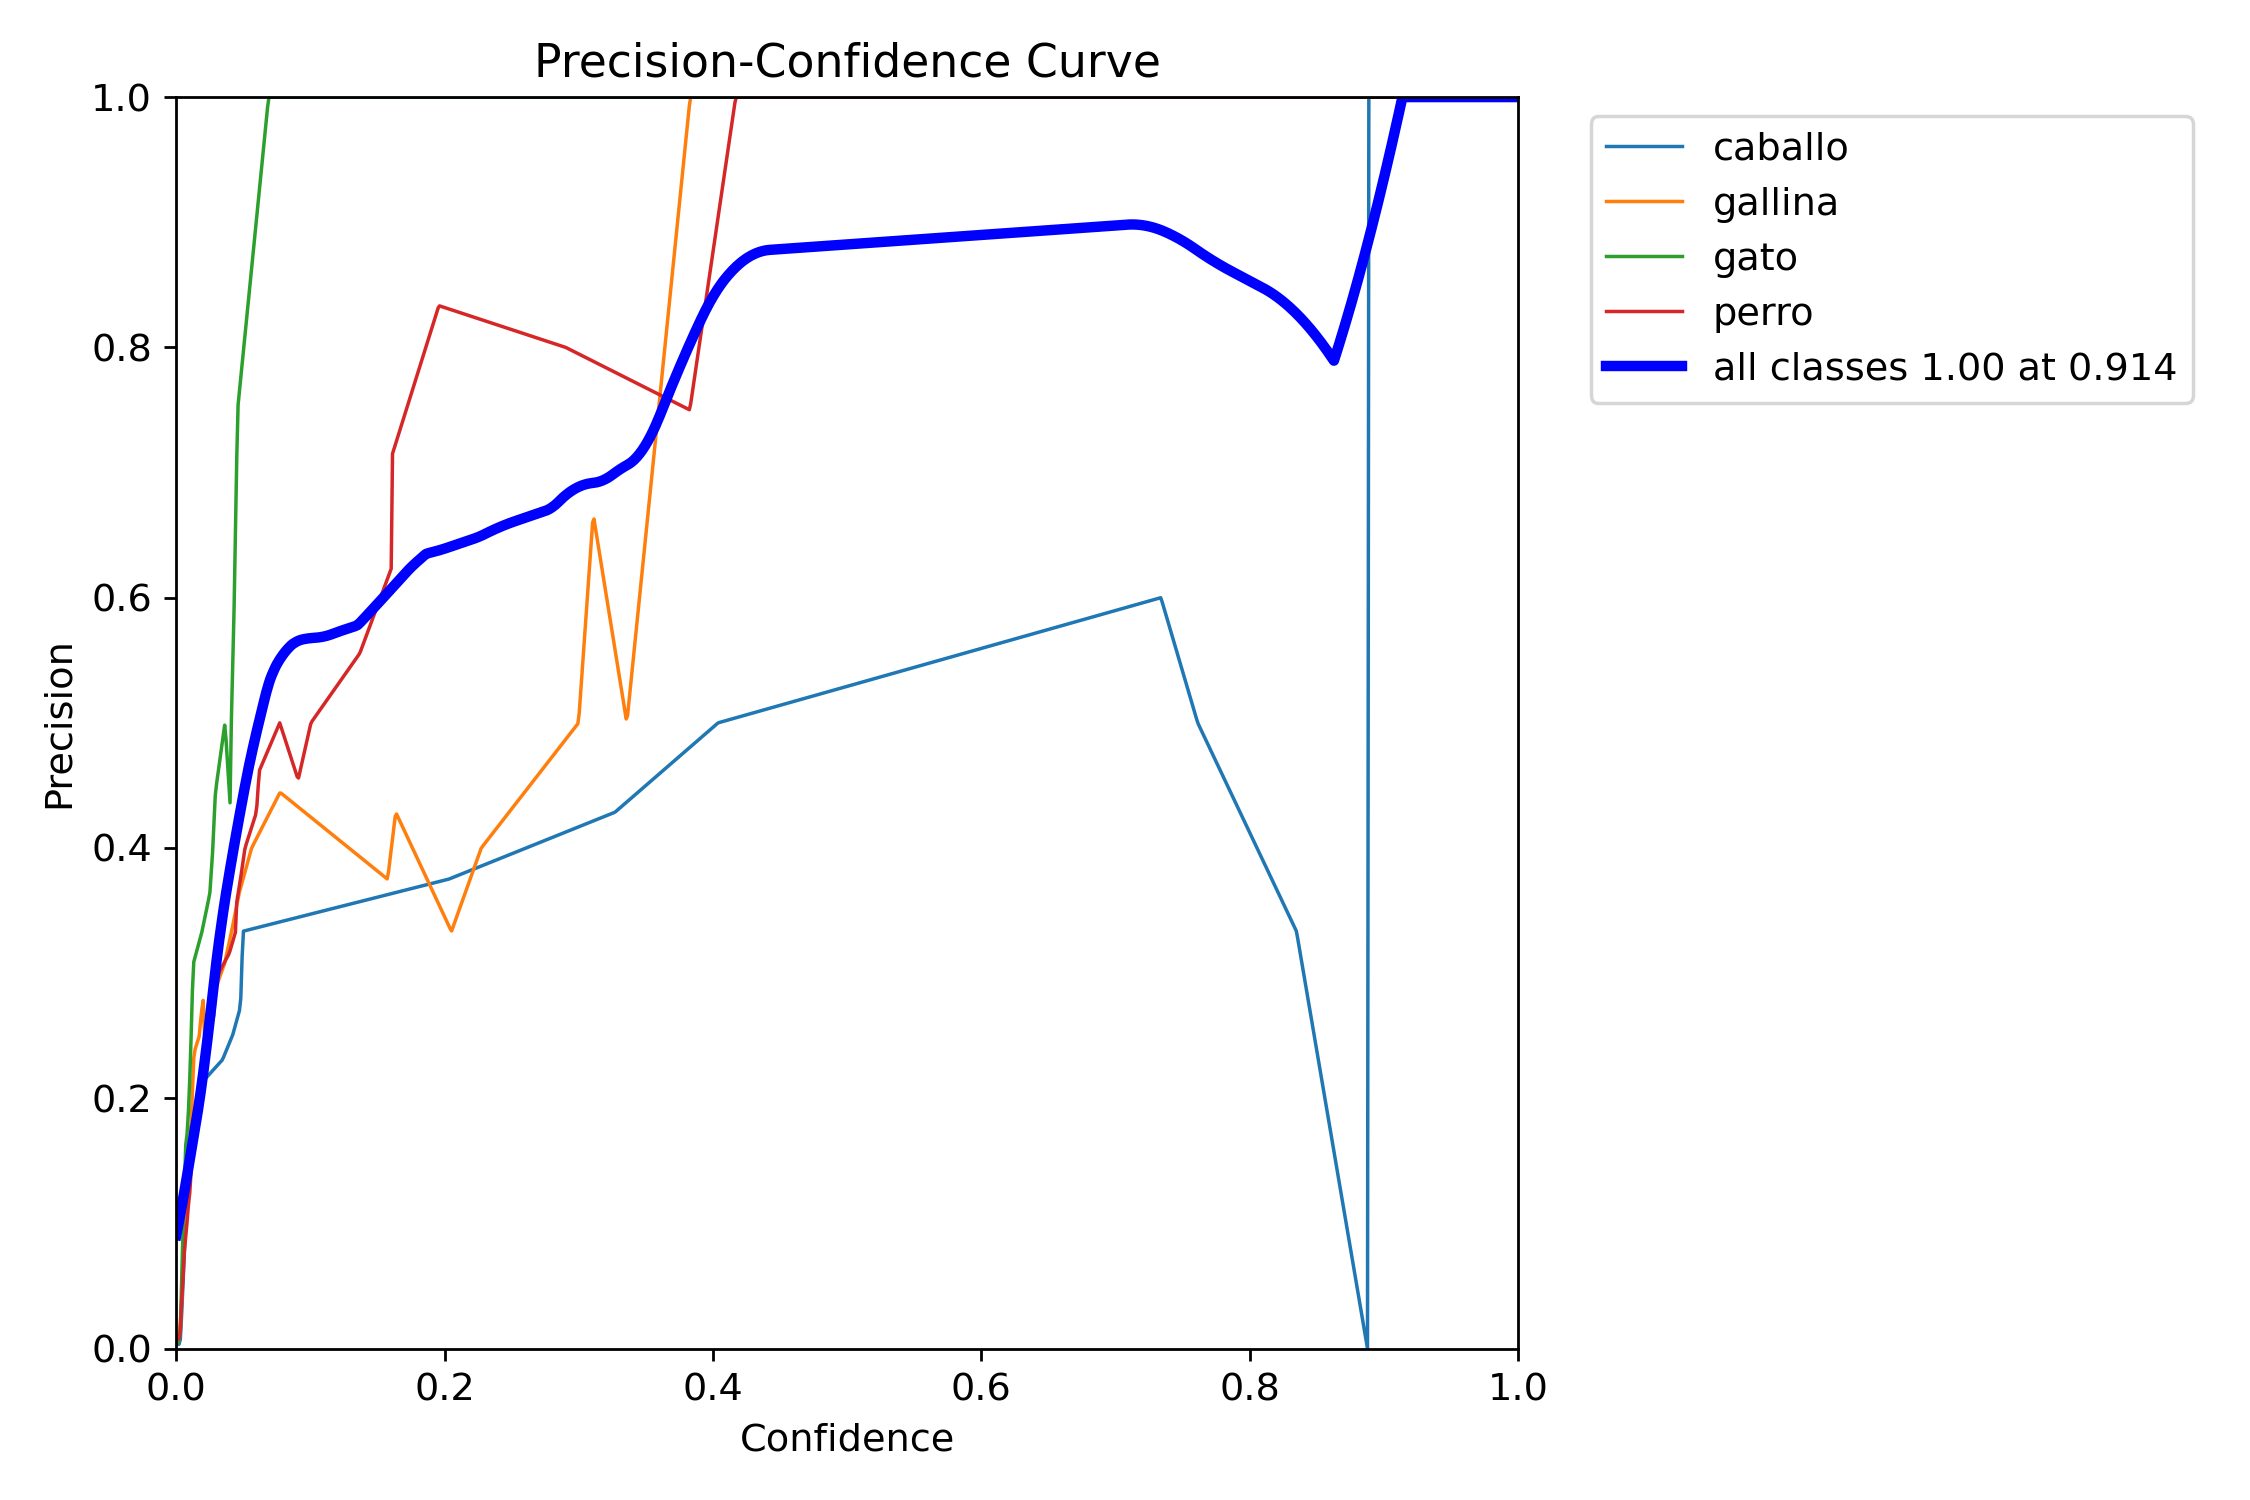 Precision-Confidence Curve
1.0
0.8
0.6
0.4
0.2
0.0
Precision
0.0 0.2 0.4 0.6 0.8 1.0
Confidence
caballo
gallina
gato
perro
all classes 1.00 at 0.914